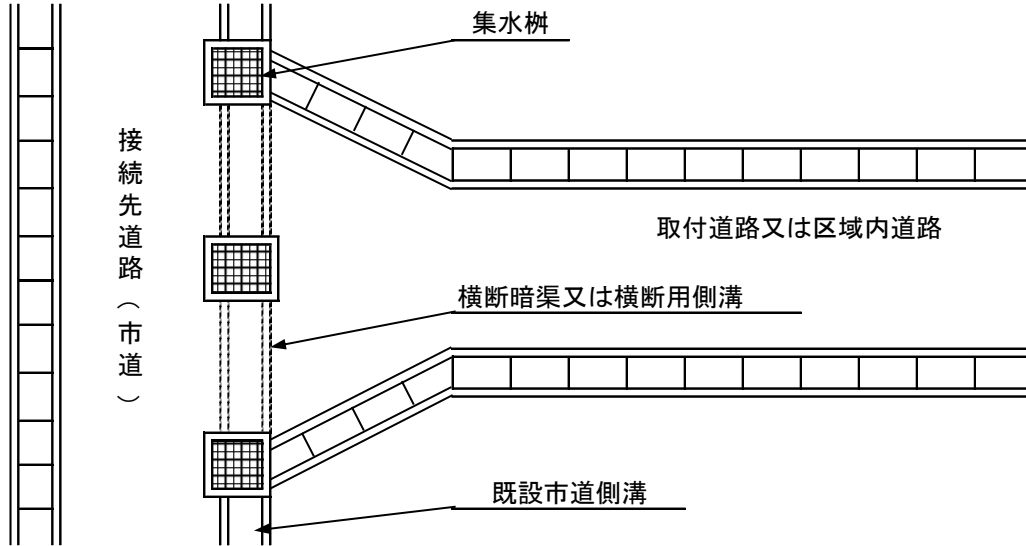 集水桝
接続先道路（市道）
取付道路又は区域内道路
横断暗渠又は横断用側溝
既設市道側溝